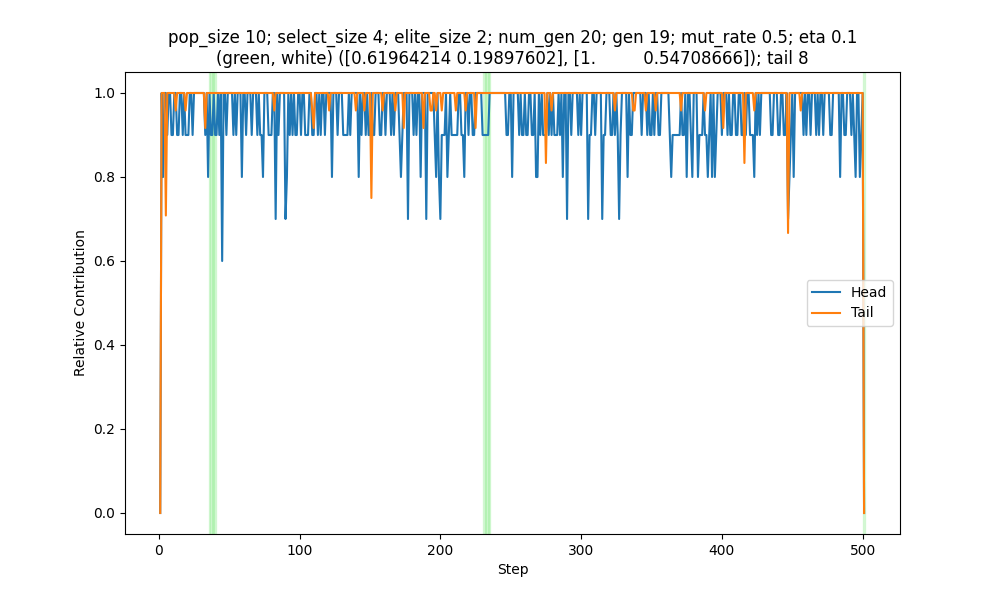 pop_size 10; select_size 4; elite_size 2; num_gen 20; gen 19; mut_rate 0.5; eta 0.1
(green, white) ([0.61964214 0.19897602], [1.          0.54708666]); tail 8
1.0
0.8
0.6
0.4
0.2
0.0
Relative Contribution
Head
Tail
0
100
200
300
400
500
Step